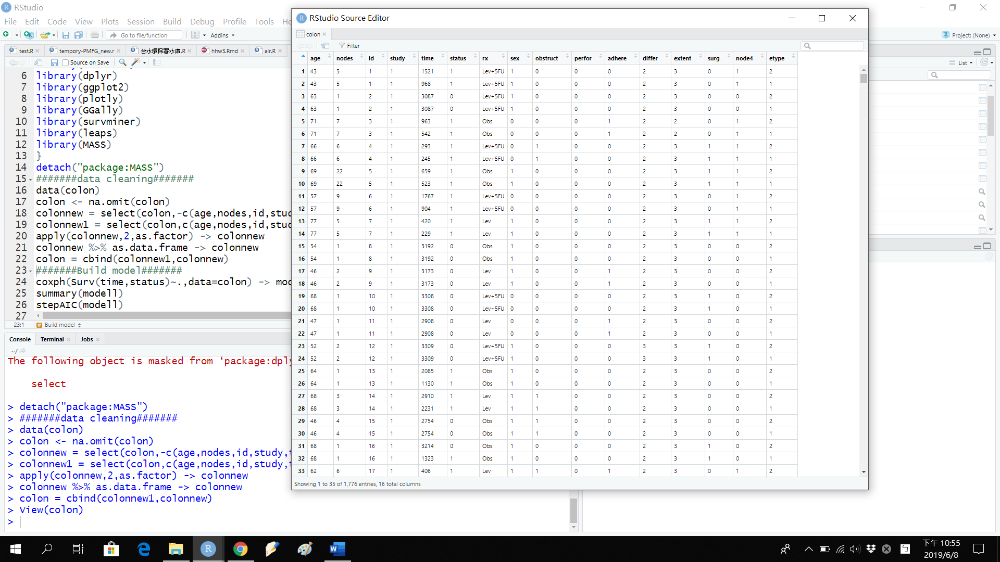 RStudio
File Edit Code View Plots Session Build Debug Profile Tools He
Go to file/function
Addins
Project: (None)
test.R
tempory-PMFG_new.r
台水環保署水庫.R
hhw3.Rmd
air.R
Source on Save
6 library(dplyr)
7 library(ggplot2)
8 library(plotly)
9 library(GGally)
10 library(survminer)
11 library(leaps)
12 library(MASS)
13 }
14 detach("package:MASS")
15 #######data cleaning#######
16 data(colon)
17 colon <- na.omit(colon)
18 colonnew = select(colon,-c(age,nodes,id,stud
19 colonnew1 = select(colon,c(age,nodes,id,stud
20 apply(colonnew,2,as.factor) -> colonnew
21 colonnew %>% as.data.frame -> colonnew
22 colon = cbind(colonnew1,colonnew)
23 #######Build model#######
24 coxph(Surv(time,status)~.,data=colon) -> mod
25 summary(modell)
26 stepAIC(modell)
27
23:1 Build model
Console Terminal Jobs
~/
The following object is masked from ‘package:dply
select
> detach("package:MASS")
> #######data cleaning#######
> data(colon)
> colon <- na.omit(colon)
> colonnew = select(colon,-c(age,nodes,id,study,t
> colonnew1 = select(colon,c(age,nodes,id,study,t
> apply(colonnew,2,as.factor) -> colonnew
> colonnew %>% as.data.frame -> colonnew
> colon = cbind(colonnew1,colonnew)
> View(colon)
>
RStudio Source Editor
colon
Filter
age nodes id study time status rx sex obstruct perfor adhere differ extent surg node4 etype
1 43 5 1 1 1521 1 Lev+5FU 1 0 0 0 2 3 0 1 2
2 43 5 1 1 968 1 Lev+5FU 1 0 0 0 2 3 0 1 1
3 63 1 2 1 3087 0 Lev+5FU 1 0 0 0 2 3 0 0 2
4 63 1 2 1 3087 0 Lev+5FU 1 0 0 0 2 3 0 0 1
5 71 7 3 1 963 1 Obs 0 0 0 1 2 2 0 1 2
6 71 7 3 1 542 1 Obs 0 0 0 1 2 2 0 1 1
7 66 6 4 1 293 1 Lev+5FU 0 1 0 0 2 3 1 1 2
8 66 6 4 1 245 1 Lev+5FU 0 1 0 0 2 3 1 1 1
9 69 22 5 1 659 1 Obs 1 0 0 0 2 3 1 1 2
10 69 22 5 1 523 1 Obs 1 0 0 0 2 3 1 1 1
11 57 9 6 1 1767 1 Lev+5FU 0 0 0 0 2 3 0 1 2
12 57 9 6 1 904 1 Lev+5FU 0 0 0 0 2 3 0 1 1
13 77 5 7 1 420 1 Lev 1 0 0 0 2 3 1 1 2
14 77 5 7 1 229 1 Lev 1 0 0 0 2 3 1 1 1
15 54 1 8 1 3192 0 Obs 1 0 0 0 2 3 0 0 2
16 54 1 8 1 3192 0 Obs 1 0 0 0 2 3 0 0 1
17 46 2 9 1 3173 0 Lev 1 0 0 1 2 3 0 0 2
18 46 2 9 1 3173 0 Lev 1 0 0 1 2 3 0 0 1
19 68 1 10 1 3308 0 Lev+5FU 0 0 0 0 2 3 1 0 2
20 68 1 10 1 3308 0 Lev+5FU 0 0 0 0 2 3 1 0 1
21 47 1 11 1 2908 0 Lev 0 0 0 1 2 3 0 0 2
22 47 1 11 1 2908 0 Lev 0 0 0 1 2 3 0 0 1
23 52 2 12 1 3309 0 Lev+5FU 1 0 0 0 3 3 1 0 2
24 52 2 12 1 3309 0 Lev+5FU 1 0 0 0 3 3 1 0 1
25 64 1 13 1 2085 1 Obs 1 0 0 0 2 3 0 0 2
26 64 1 13 1 1130 1 Obs 1 0 0 0 2 3 0 0 1
27 68 3 14 1 2910 1 Lev 1 1 0 0 2 3 0 0 2
28 68 3 14 1 2231 1 Lev 1 1 0 0 2 3 0 0 1
29 46 4 15 1 2754 0 Obs 1 1 0 0 2 3 0 0 2
30 46 4 15 1 2754 0 Obs 1 1 0 0 2 3 0 0 1
31 68 1 16 1 3214 0 Obs 1 0 0 0 2 3 1 0 2
32 68 1 16 1 1323 1 Obs 1 0 0 0 2 3 1 0 1
33 62 6 17 1 406 1 Lev 1 1 0 1 2 3 0 1 2
Showing 1 to 35 of 1,776 entries, 16 total columns
List
下午 10:55
2019/6/8